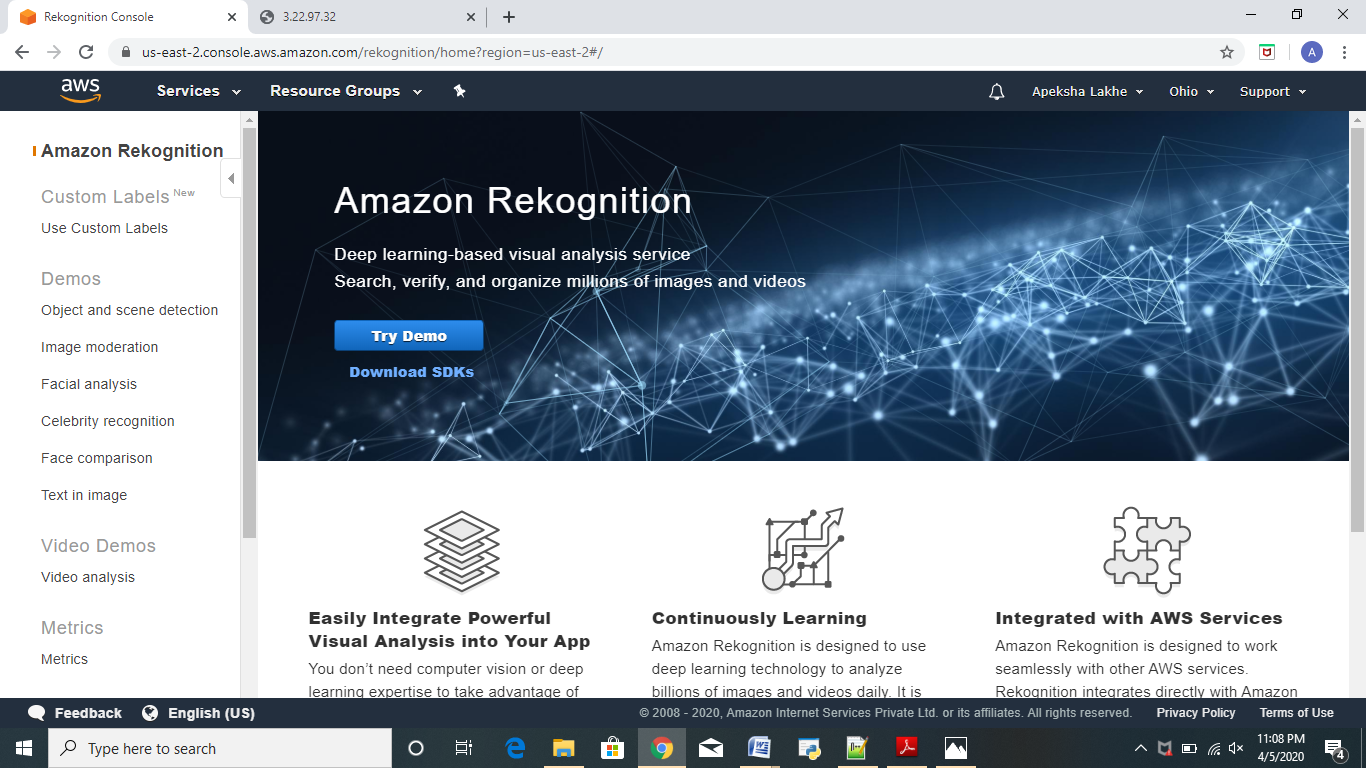 Rekognition Console
3.22.97.32
us-east-2.console.aws.amazon.com/rekognition/home?region=us-east-2#/
A
aws
Services
Resource Groups
Apeksha Lakhe
Ohio
Support
Amazon Rekognition
Custom Labels New
Use Custom Labels
Demos
Object and scene detection
Image moderation
Facial analysis
Celebrity recognition
Face comparison
Text in image
Video Demos
Video analysis
Metrics
Metrics
Amazon Rekognition
Deep learning-based visual analysis service
Search, verify, and organize millions of images and videos
Try Demo
Download SDKs
Easily Integrate Powerful
Visual Analysis into Your App
You don’t need computer vision or deep
learning expertise to take advantage of
Continuously Learning
Amazon Rekognition is designed to use
deep learning technology to analyze
billions of images and videos daily. It is
Integrated with AWS Services
Amazon Rekognition is designed to work
seamlessly with other AWS services.
Rekognition integrates directly with Amazon
Feedback
English (US)
© 2008 - 2020, Amazon Internet Services Private Ltd. or its affiliates. All rights reserved.
Privacy Policy
Terms of Use
Type here to search
11:08 PM
4/5/2020
4